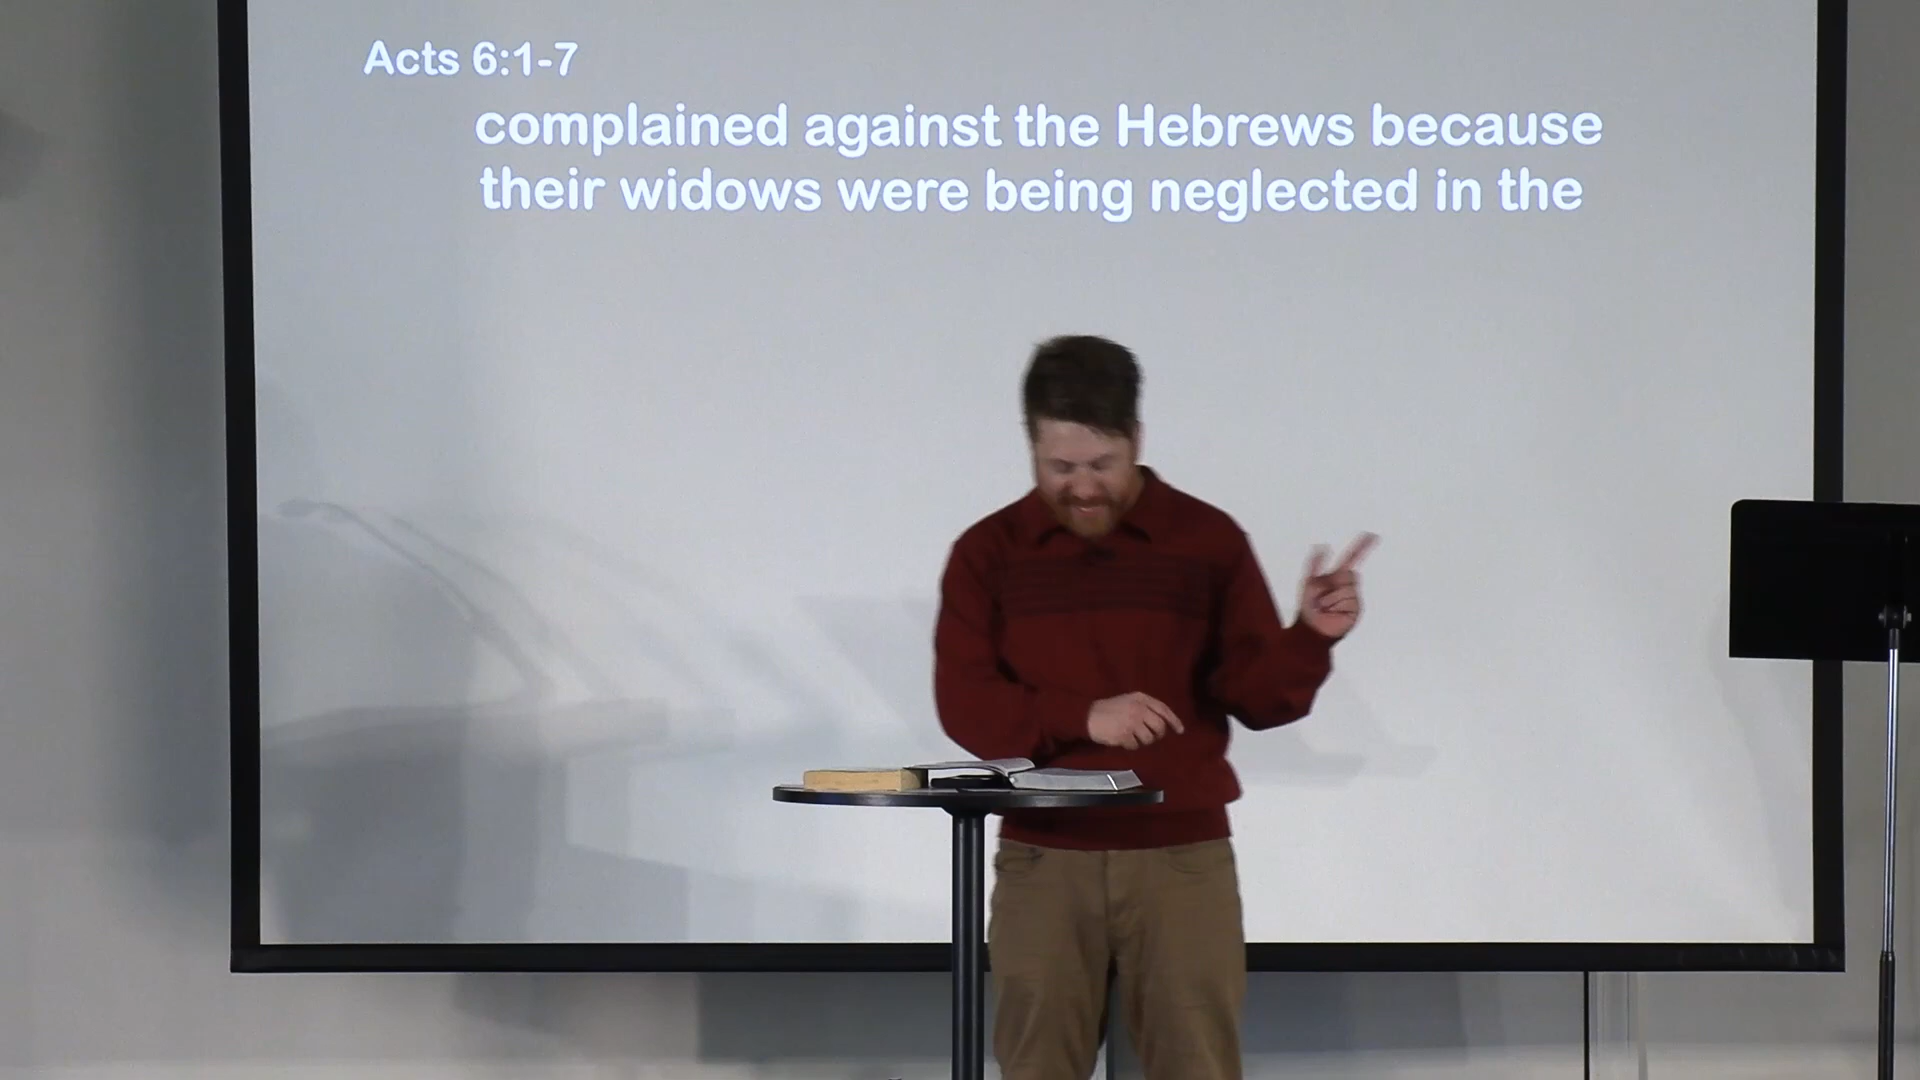 Acts 6:1-7
complained against the Hebrews because
their widows were being neglected in the